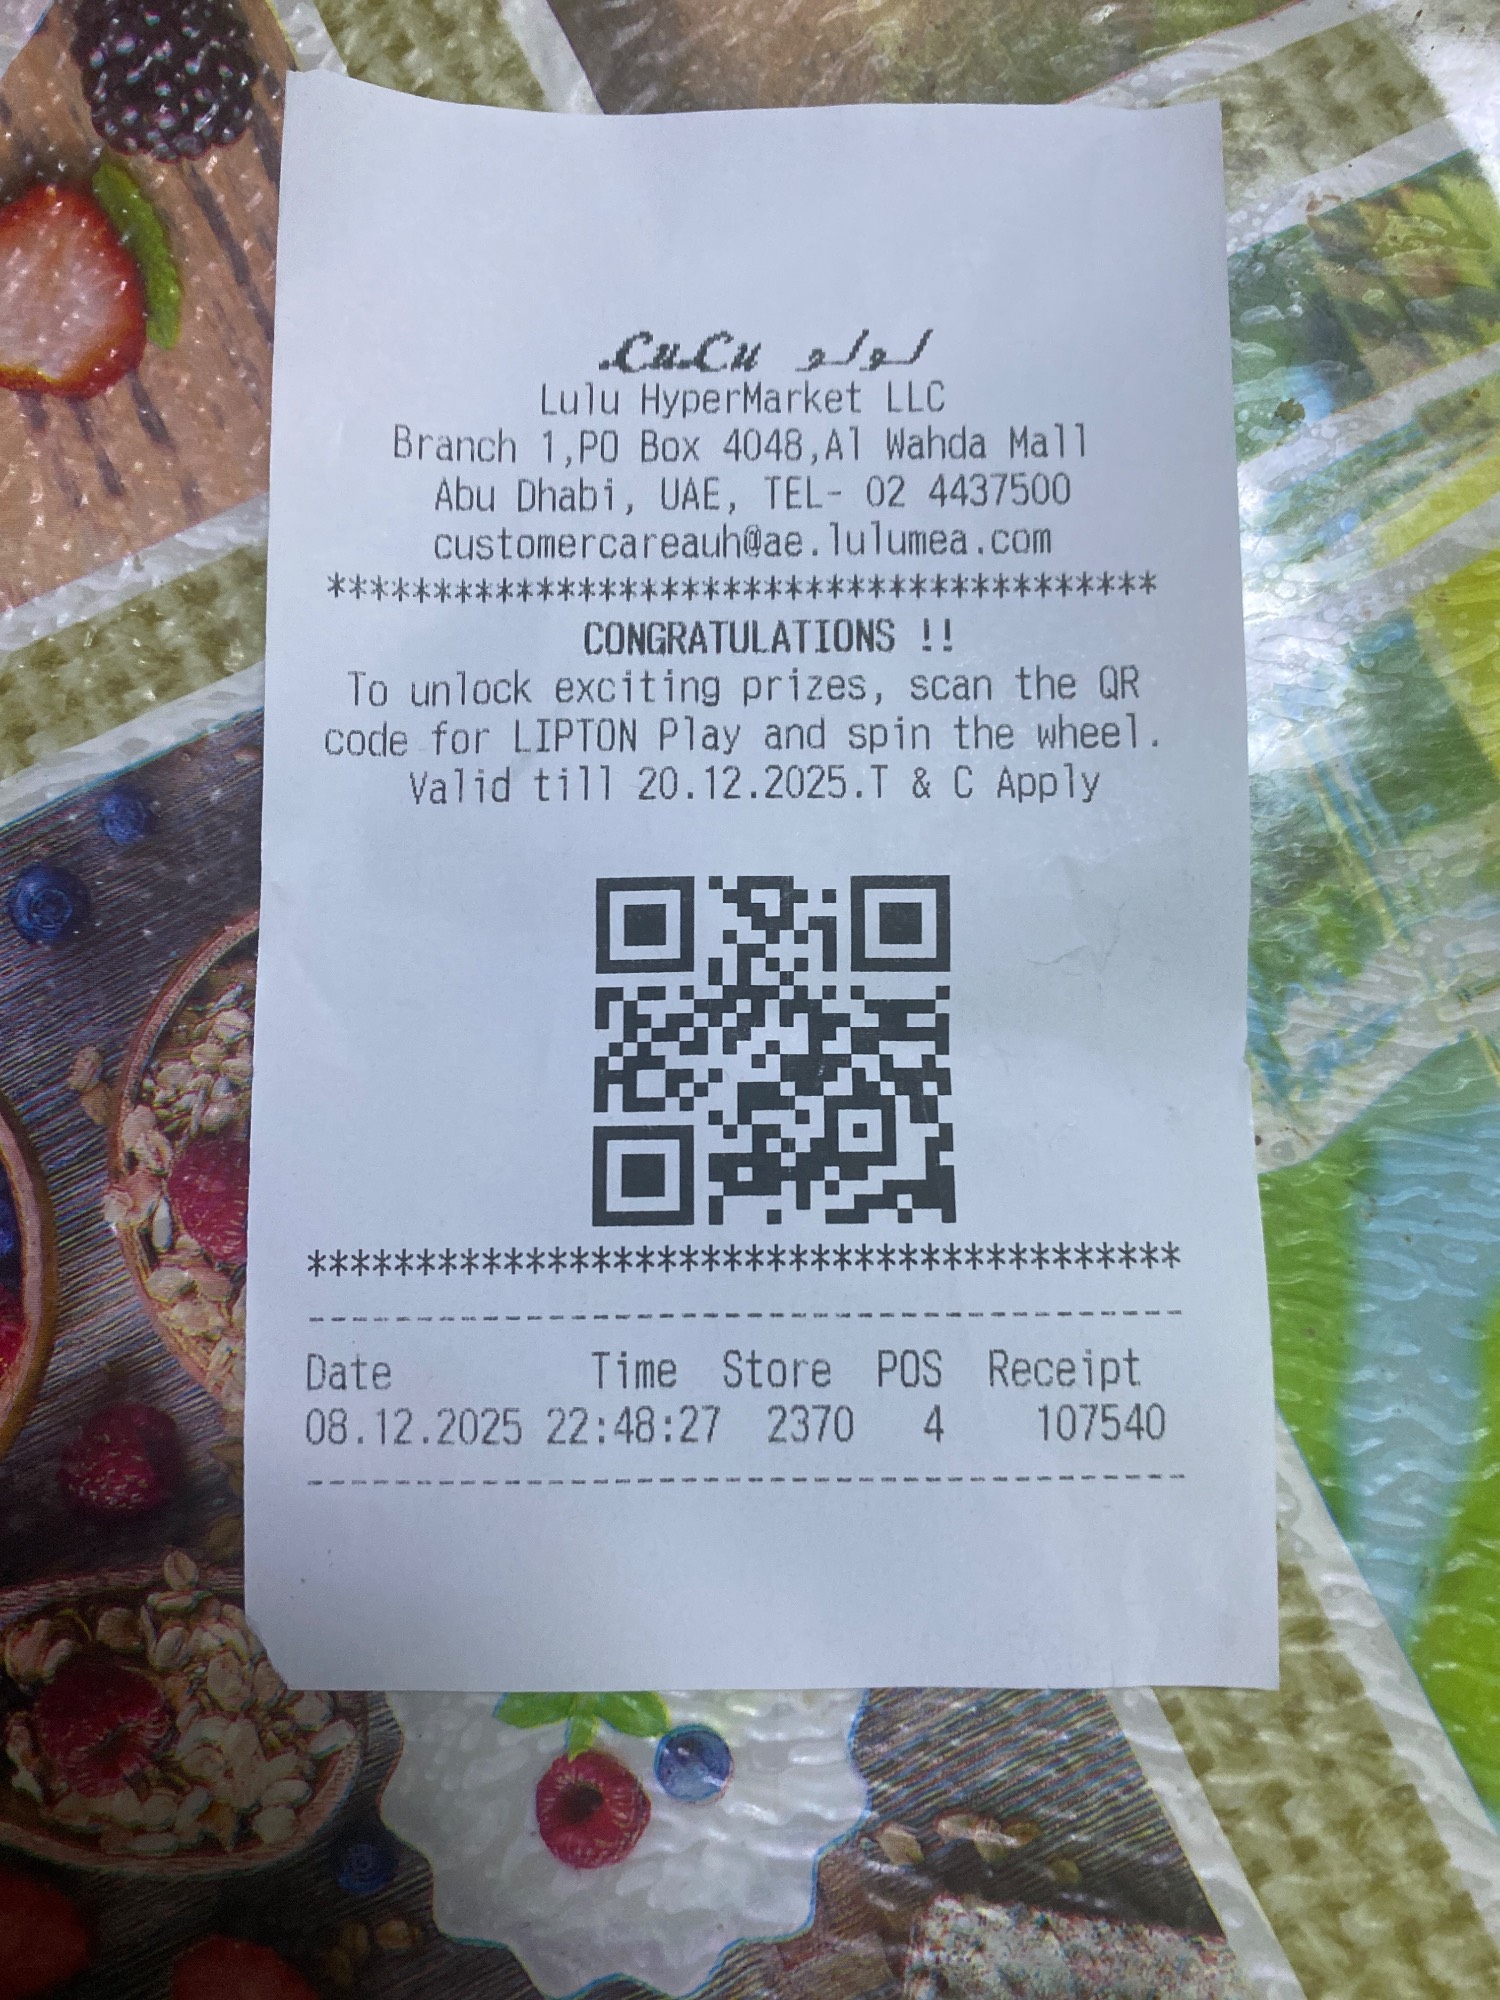 LuLu لولو
Lulu HyperMarket LLC
Branch 1,PO Box 4048,Al Wahda Mall
Abu Dhabi, UAE, TEL- 02 4437500
customercareauh@ae.lulumea.com
****************************************
CONGRATULATIONS !!
To unlock exciting prizes, scan the QR
code for LIPTON Play and spin the wheel.
Valid till 20.12.2025.T & C Apply
****************************************
----------------------------------------
Date Time Store POS Receipt
08.12.2025 22:48:27 2370 4 107540
----------------------------------------